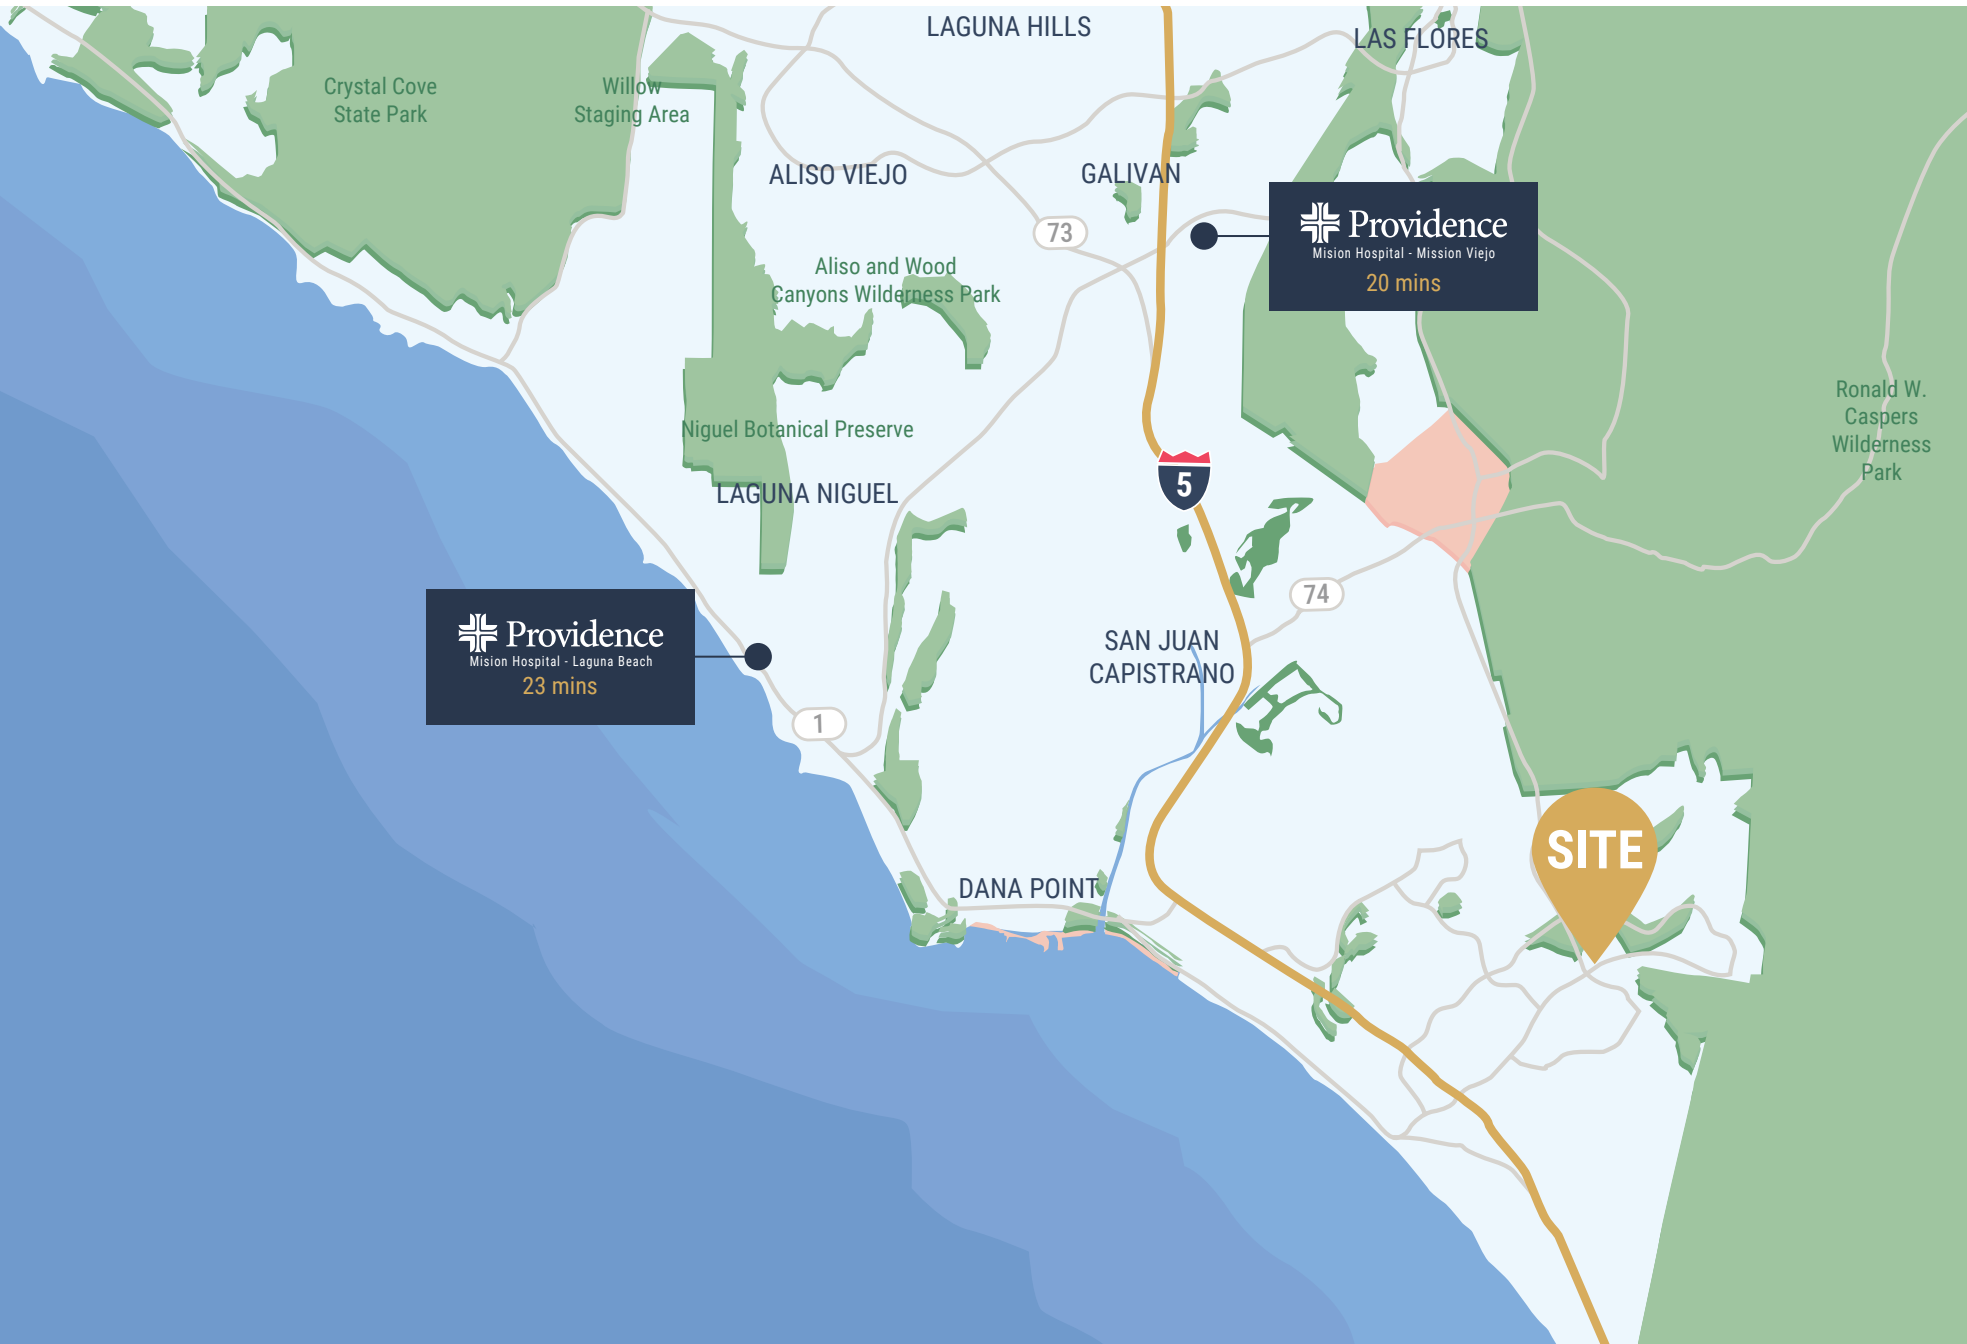 LAGUNA HILLS
LAS FLORES
Crystal Cove
State Park
Willow
Staging Area
ALISO VIEJO
GALIVAN
73
Providence
Mision Hospital - Mission Viejo
20 mins
Aliso and Wood
Canyons Wilderness Park
Ronald W.
Caspers
Wilderness
Park
Niguel Botanical Preserve
LAGUNA NIGUEL
5
74
Providence
Mision Hospital - Laguna Beach
23 mins
SAN JUAN
CAPISTRANO
1
SITE
DANA POINT